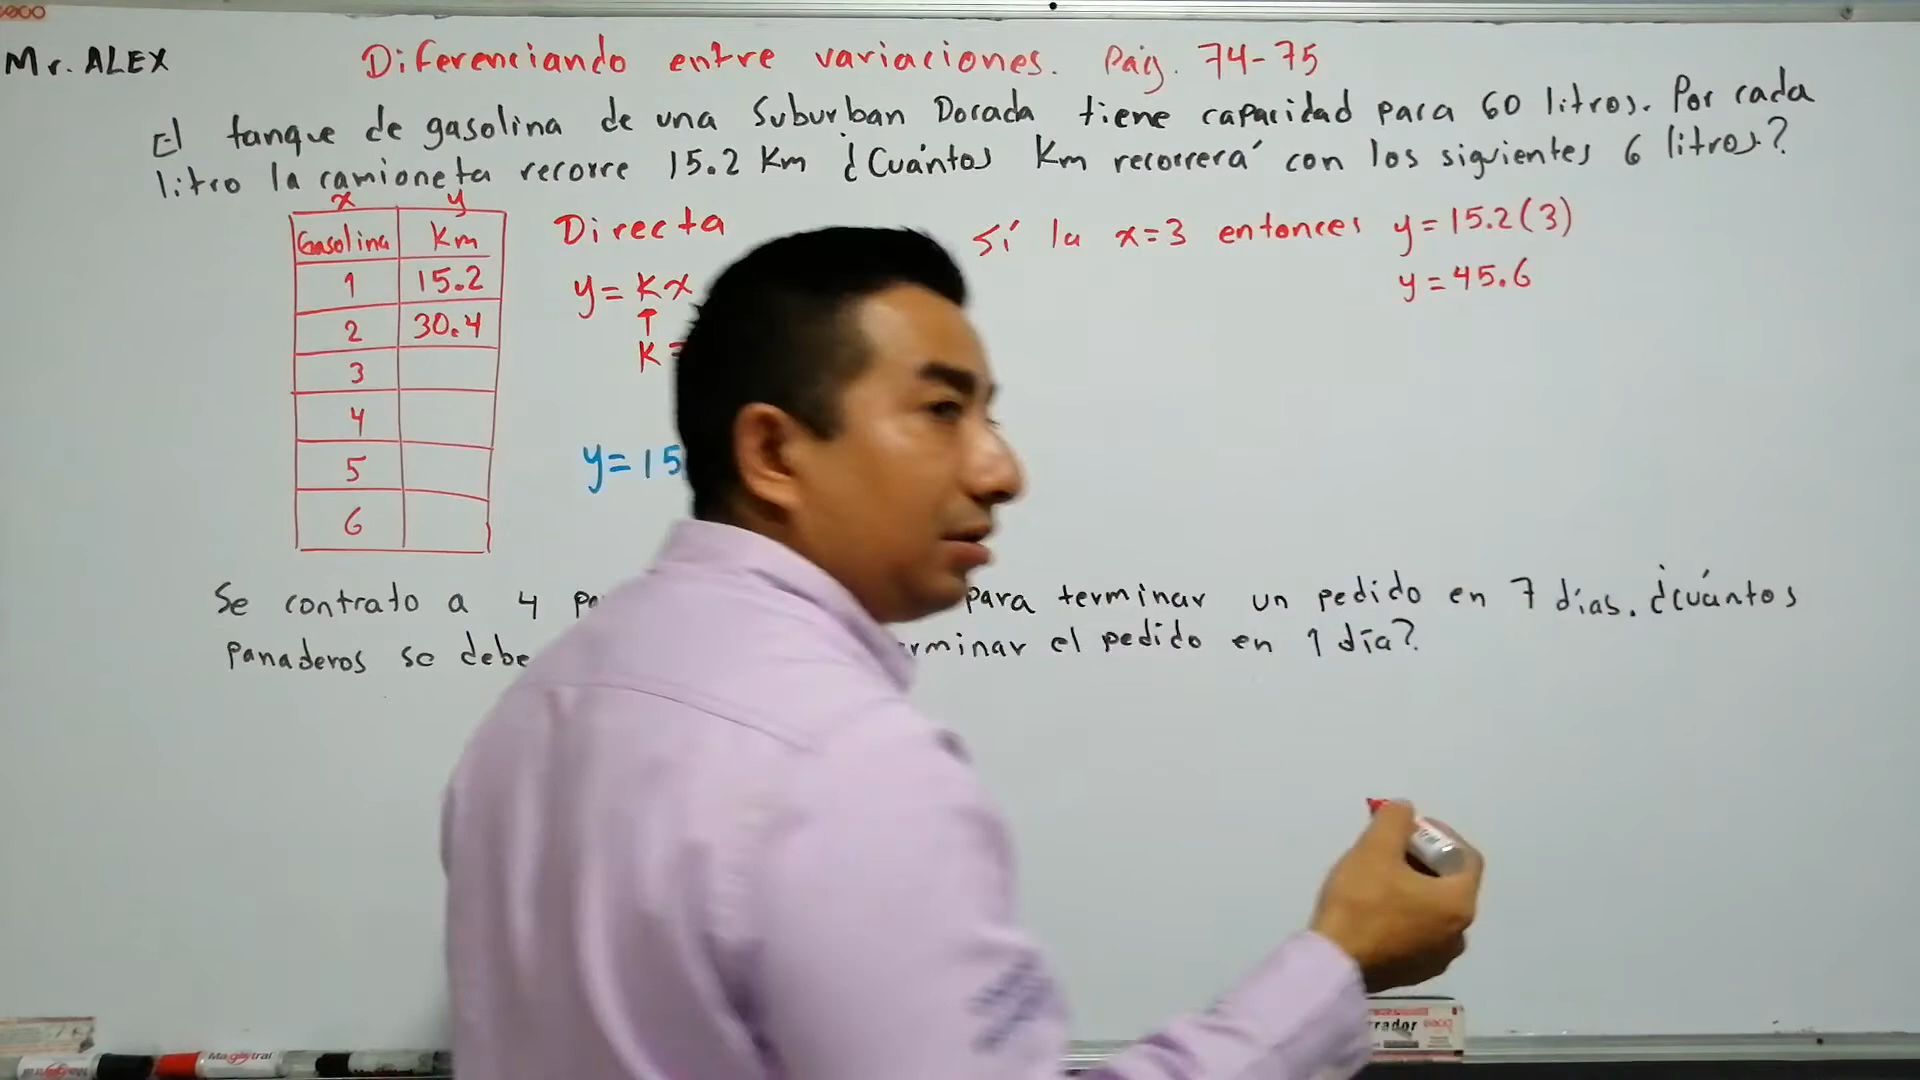 Mr. ALEX
Diferenciando entre variaciones. Pág. 74-75
El tanque de gasolina de una Suburban Dorada tiene capacidad para 60 litros. Por cada
litro la camioneta recorre 15.2 Km ¿Cuántos Km recorrerá con los siguientes 6 litros?
x y
Gasolina Km
1 15.2
2 30.4
3
4
5
6
Directa
y = Kx
↑
K =
y = 15
Sí la x=3 entonces y = 15.2(3)
y = 45.6
Se contrato a 4 para terminar un pedido en 7 días. ¿cuántos
panaderos se debe el pedido en 1 día?
Magistral
rador